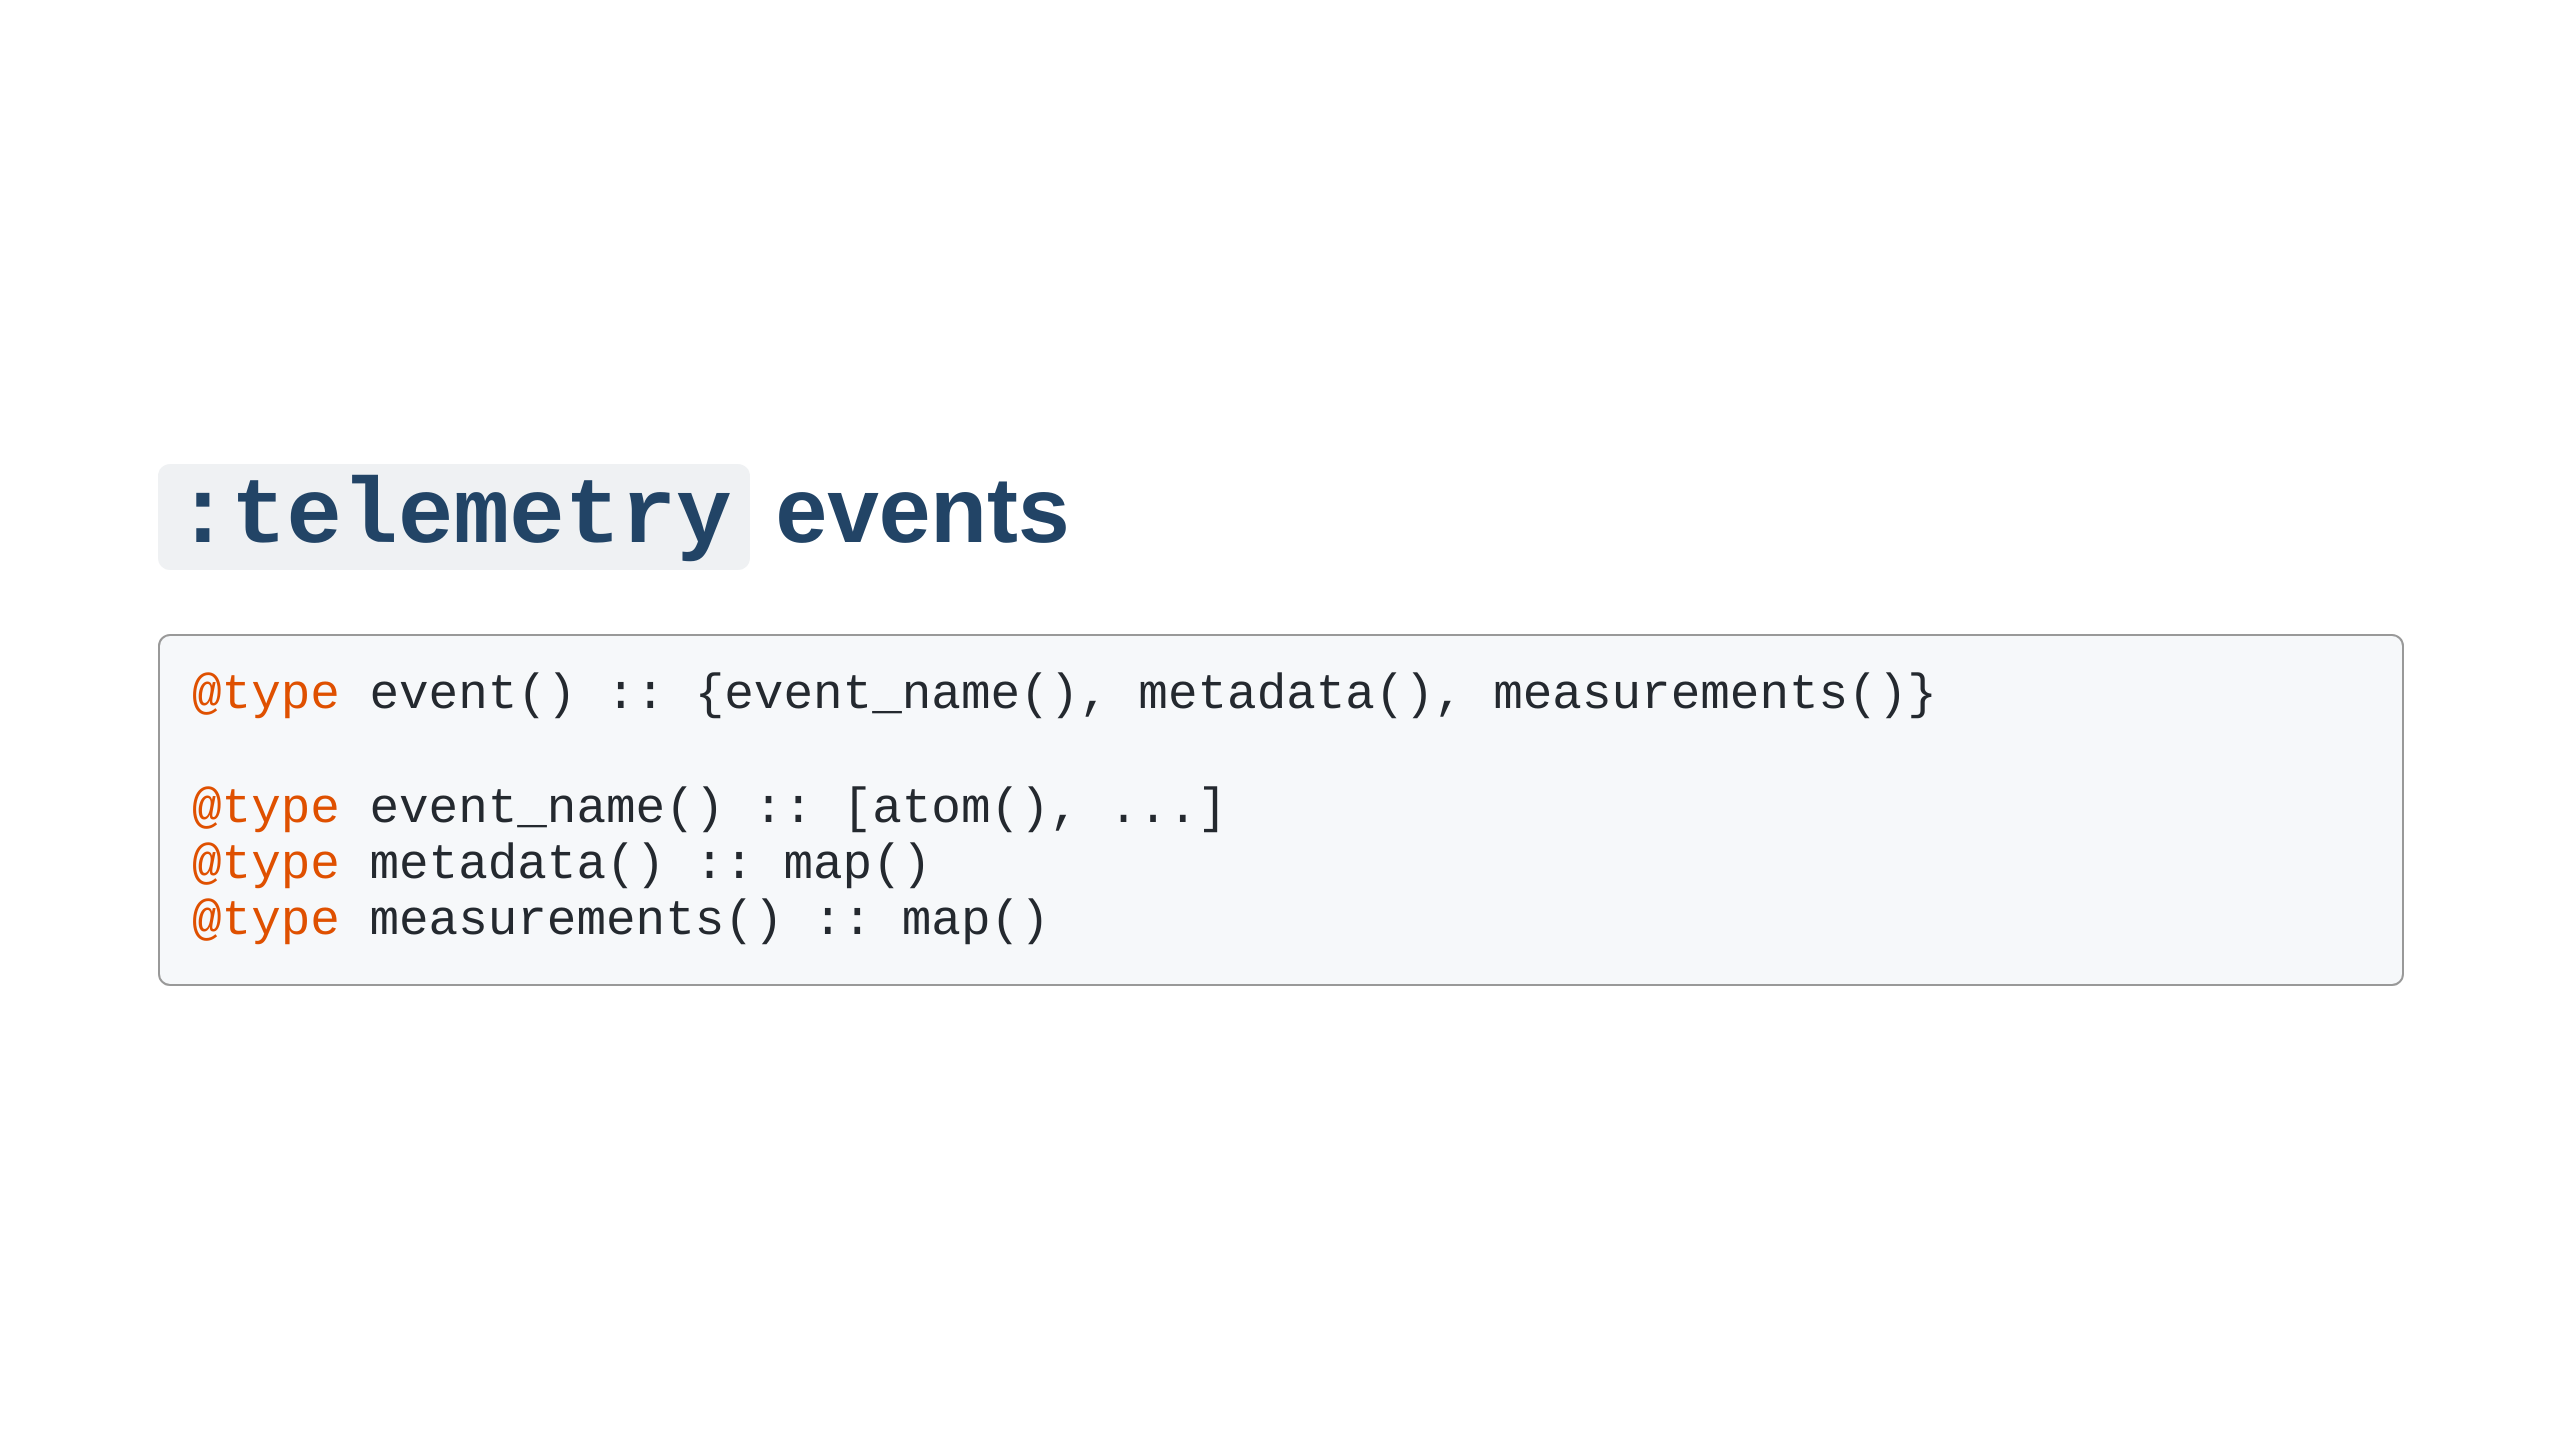 :telemetry events
@type event() :: {event_name(), metadata(), measurements()}
@type event_name() :: [atom(), ...]
@type metadata() :: map()
@type measurements() :: map()